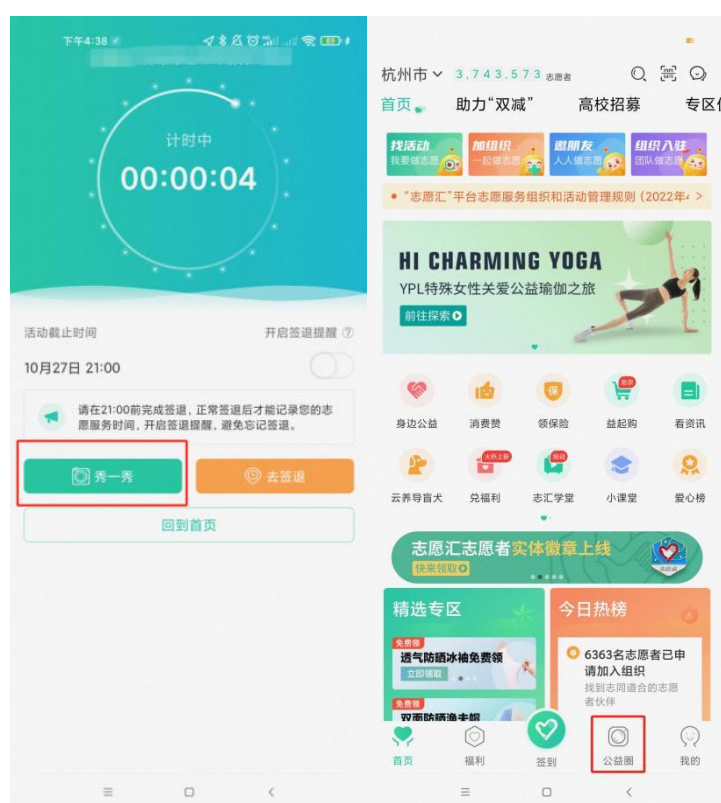 下午4:38
计时中
00:00:04
活动截止时间
开启签退提醒 ?
10月27日 21:00
请在21:00前完成签退,正常签退后才能记录您的志
愿服务时间,开启签退提醒,避免忘记签退。
秀一秀
去签退
回到首页
杭州市
3,743,573 志愿者
首页
助力“双减”
高校招募
专区
找活动
我要做志愿
加组织
一起做志愿
邀朋友
人人做志愿
组织入驻
团队做志愿
“志愿汇”平台志愿服务组织和活动管理规则 (2022年
HI CHARMING YOGA
YPL特殊女性关爱公益瑜伽之旅
前往探索
身边公益
消费赞
保
领保险
益起购
看资讯
云养导盲犬
火热上新
兑福利
志汇学堂
小课堂
爱心榜
志愿汇志愿者实体徽章上线
快来领取
精选专区
今日热榜
免费领
透气防晒冰袖免费领
立即领取
免费领
双面防晒渔夫帽
6363名志愿者已申
请加入组织
找到志同道合的志愿
者伙伴
首页
福利
签到
公益圈
我的